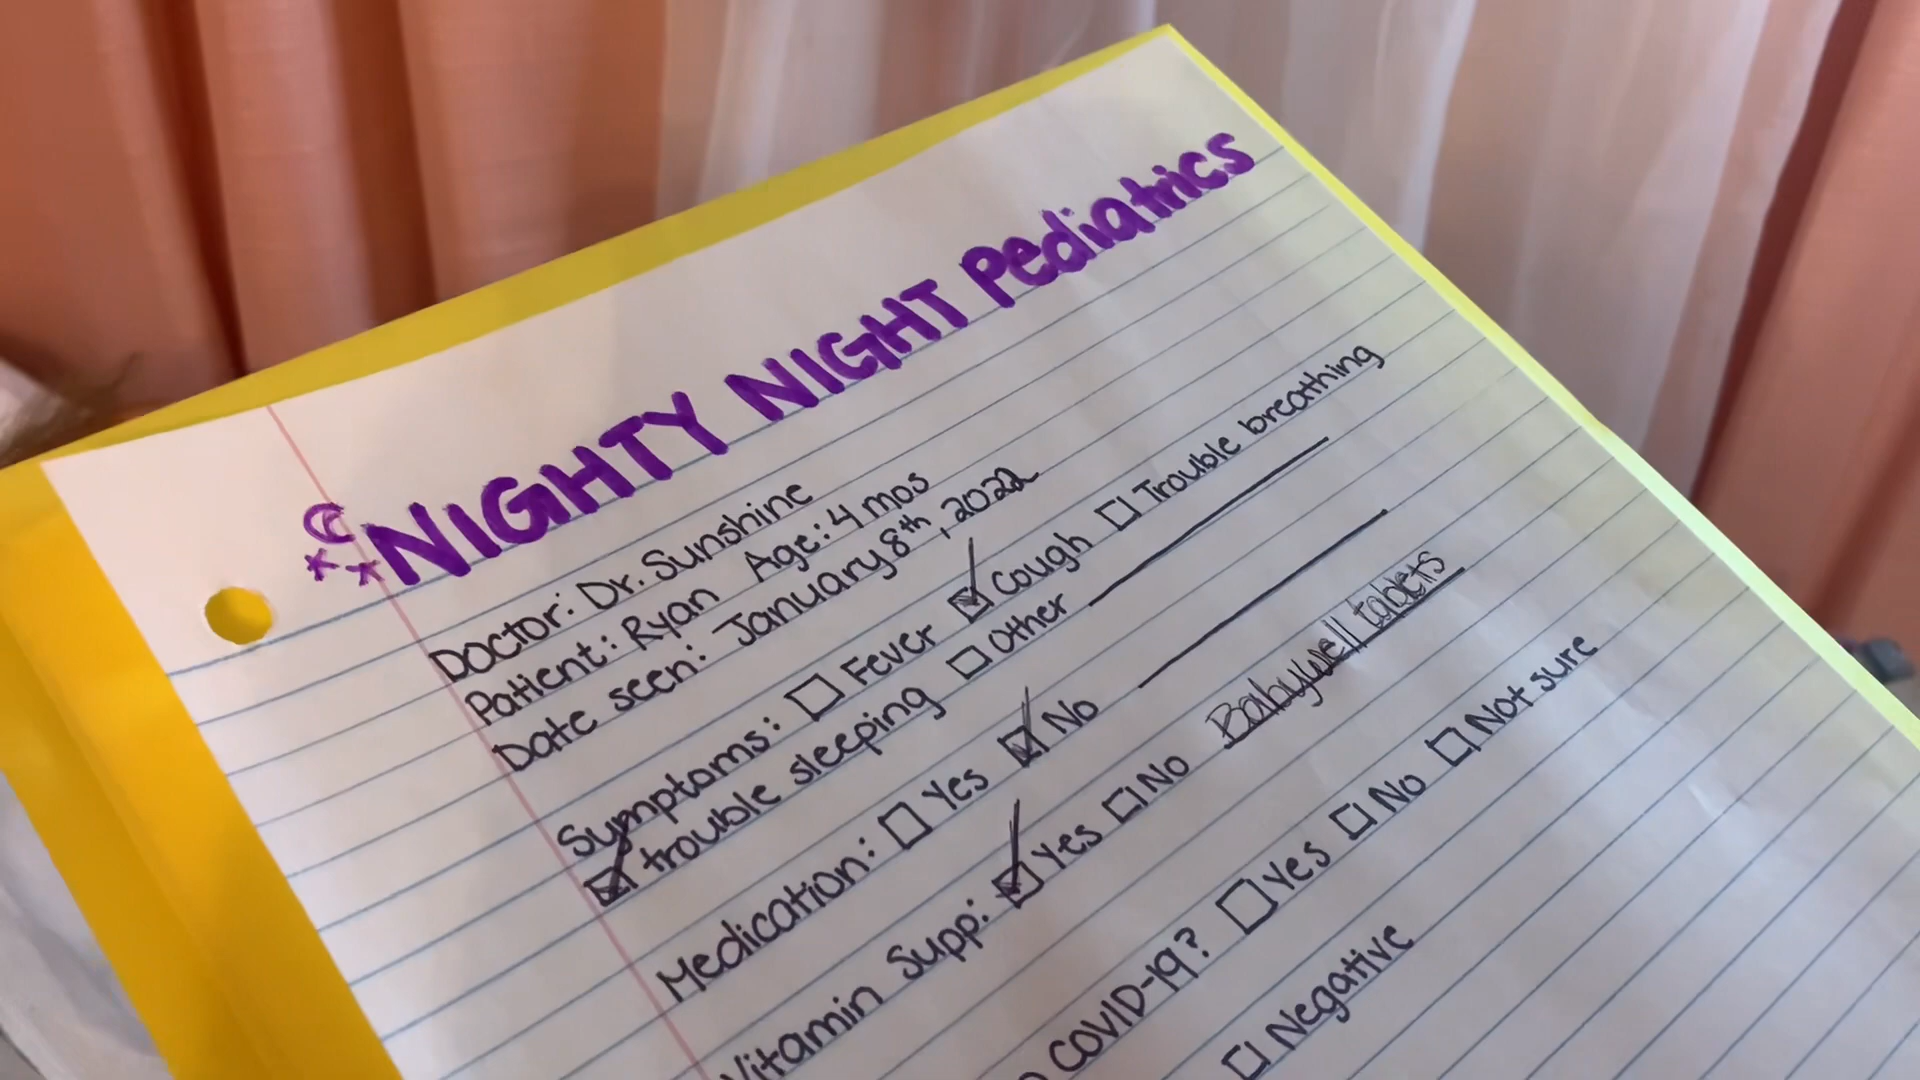 NIGHTY NIGHT Pediatrics
Doctor: Dr. Sunshine
Patient: Ryan Age: 4 mos
Date seen: January 8th, 2022
Symptoms: ☐ Fever ☑ Cough ☐ Trouble breathing
☑ trouble sleeping ☐ Other
Medication: ☐ Yes ☑ No
Vitamin Supp: ☑ Yes ☐ No Babywell tablets
COVID-19? ☐ Yes ☐ No ☐ Not sure
☐ Negative